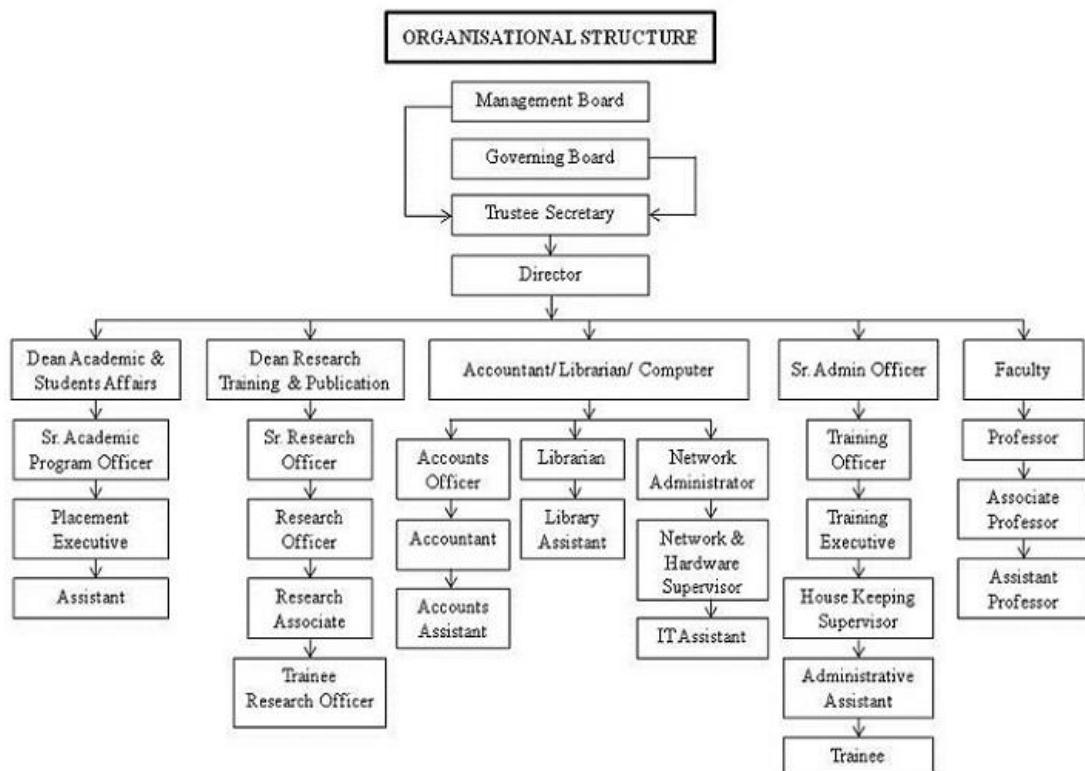 ORGANISATIONAL STRUCTURE
Management Board
Governing Board
Trustee Secretary
Director
Dean Academic &
Students Affairs
Dean Research
Training & Publication
Accountant/ Librarian/ Computer
Sr. Admin Officer
Faculty
Sr. Academic
Program Officer
Placement
Executive
Assistant
Sr. Research
Officer
Research
Officer
Research
Associate
Trainee
Research Officer
Accounts
Officer
Accountant
Accounts
Assistant
Librarian
Library
Assistant
Network
Administrator
Network &
Hardware
Supervisor
IT Assistant
Training
Officer
Training
Executive
House Keeping
Supervisor
Administrative
Assistant
Trainee
Professor
Associate
Professor
Assistant
Professor